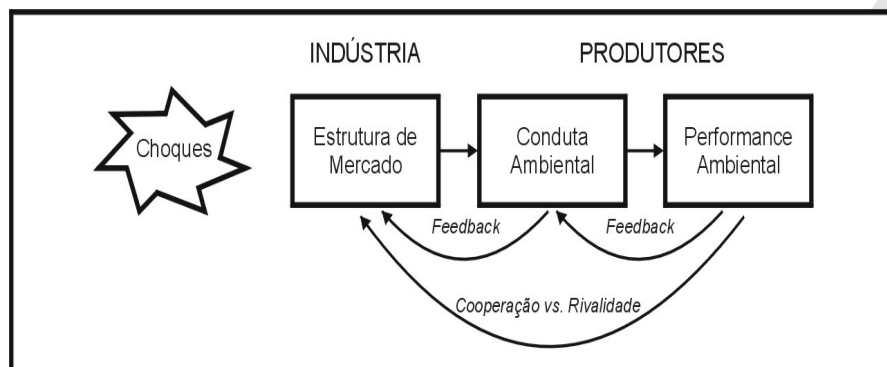 INDÚSTRIA
PRODUTORES
Choques
Estrutura de
Mercado
Conduta
Ambiental
Performance
Ambiental
Feedback
Feedback
Cooperação vs. Rivalidade